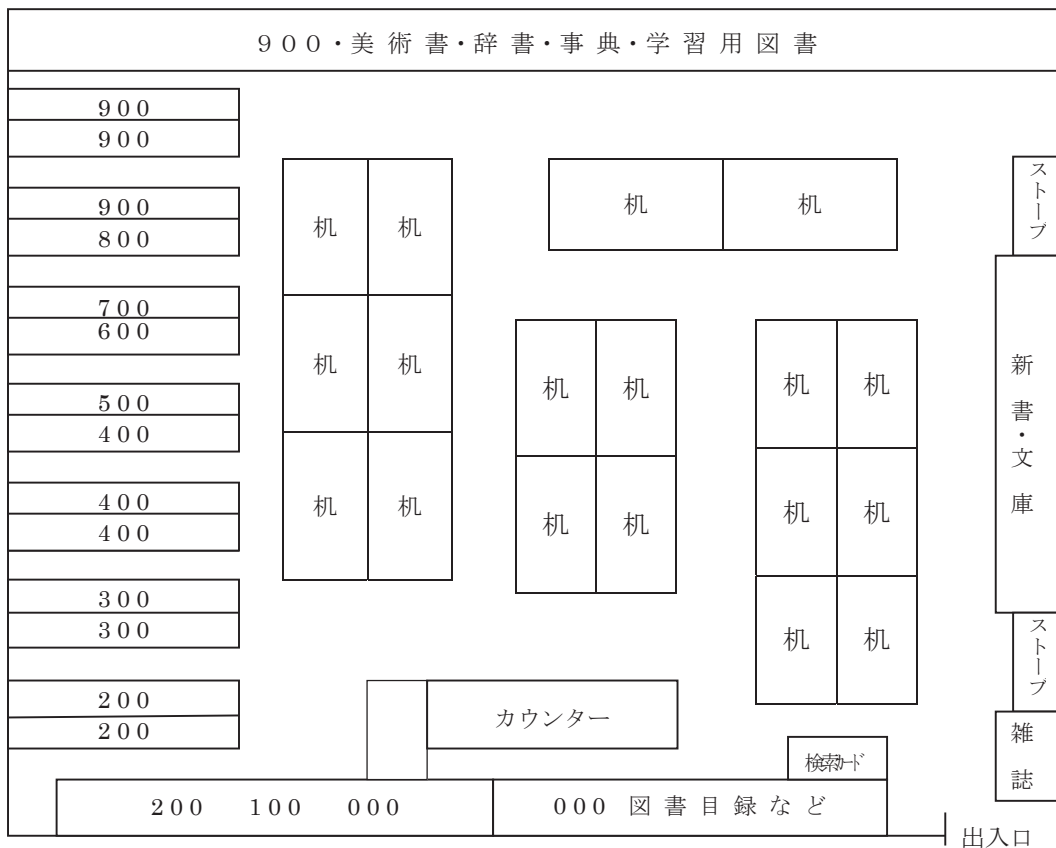 900・美術書・辞書・事典・学習用図書
900
900
900
800
700
600
500
400
400
400
300
300
200
200
机 机
机 机
机 机
机 机
机 机
机 机
机 机
机 机
机 机
ストーブ
新書・文庫
ストーブ
雑誌
カウンター
検索カード
200 100 000
000 図書目録など
出入口